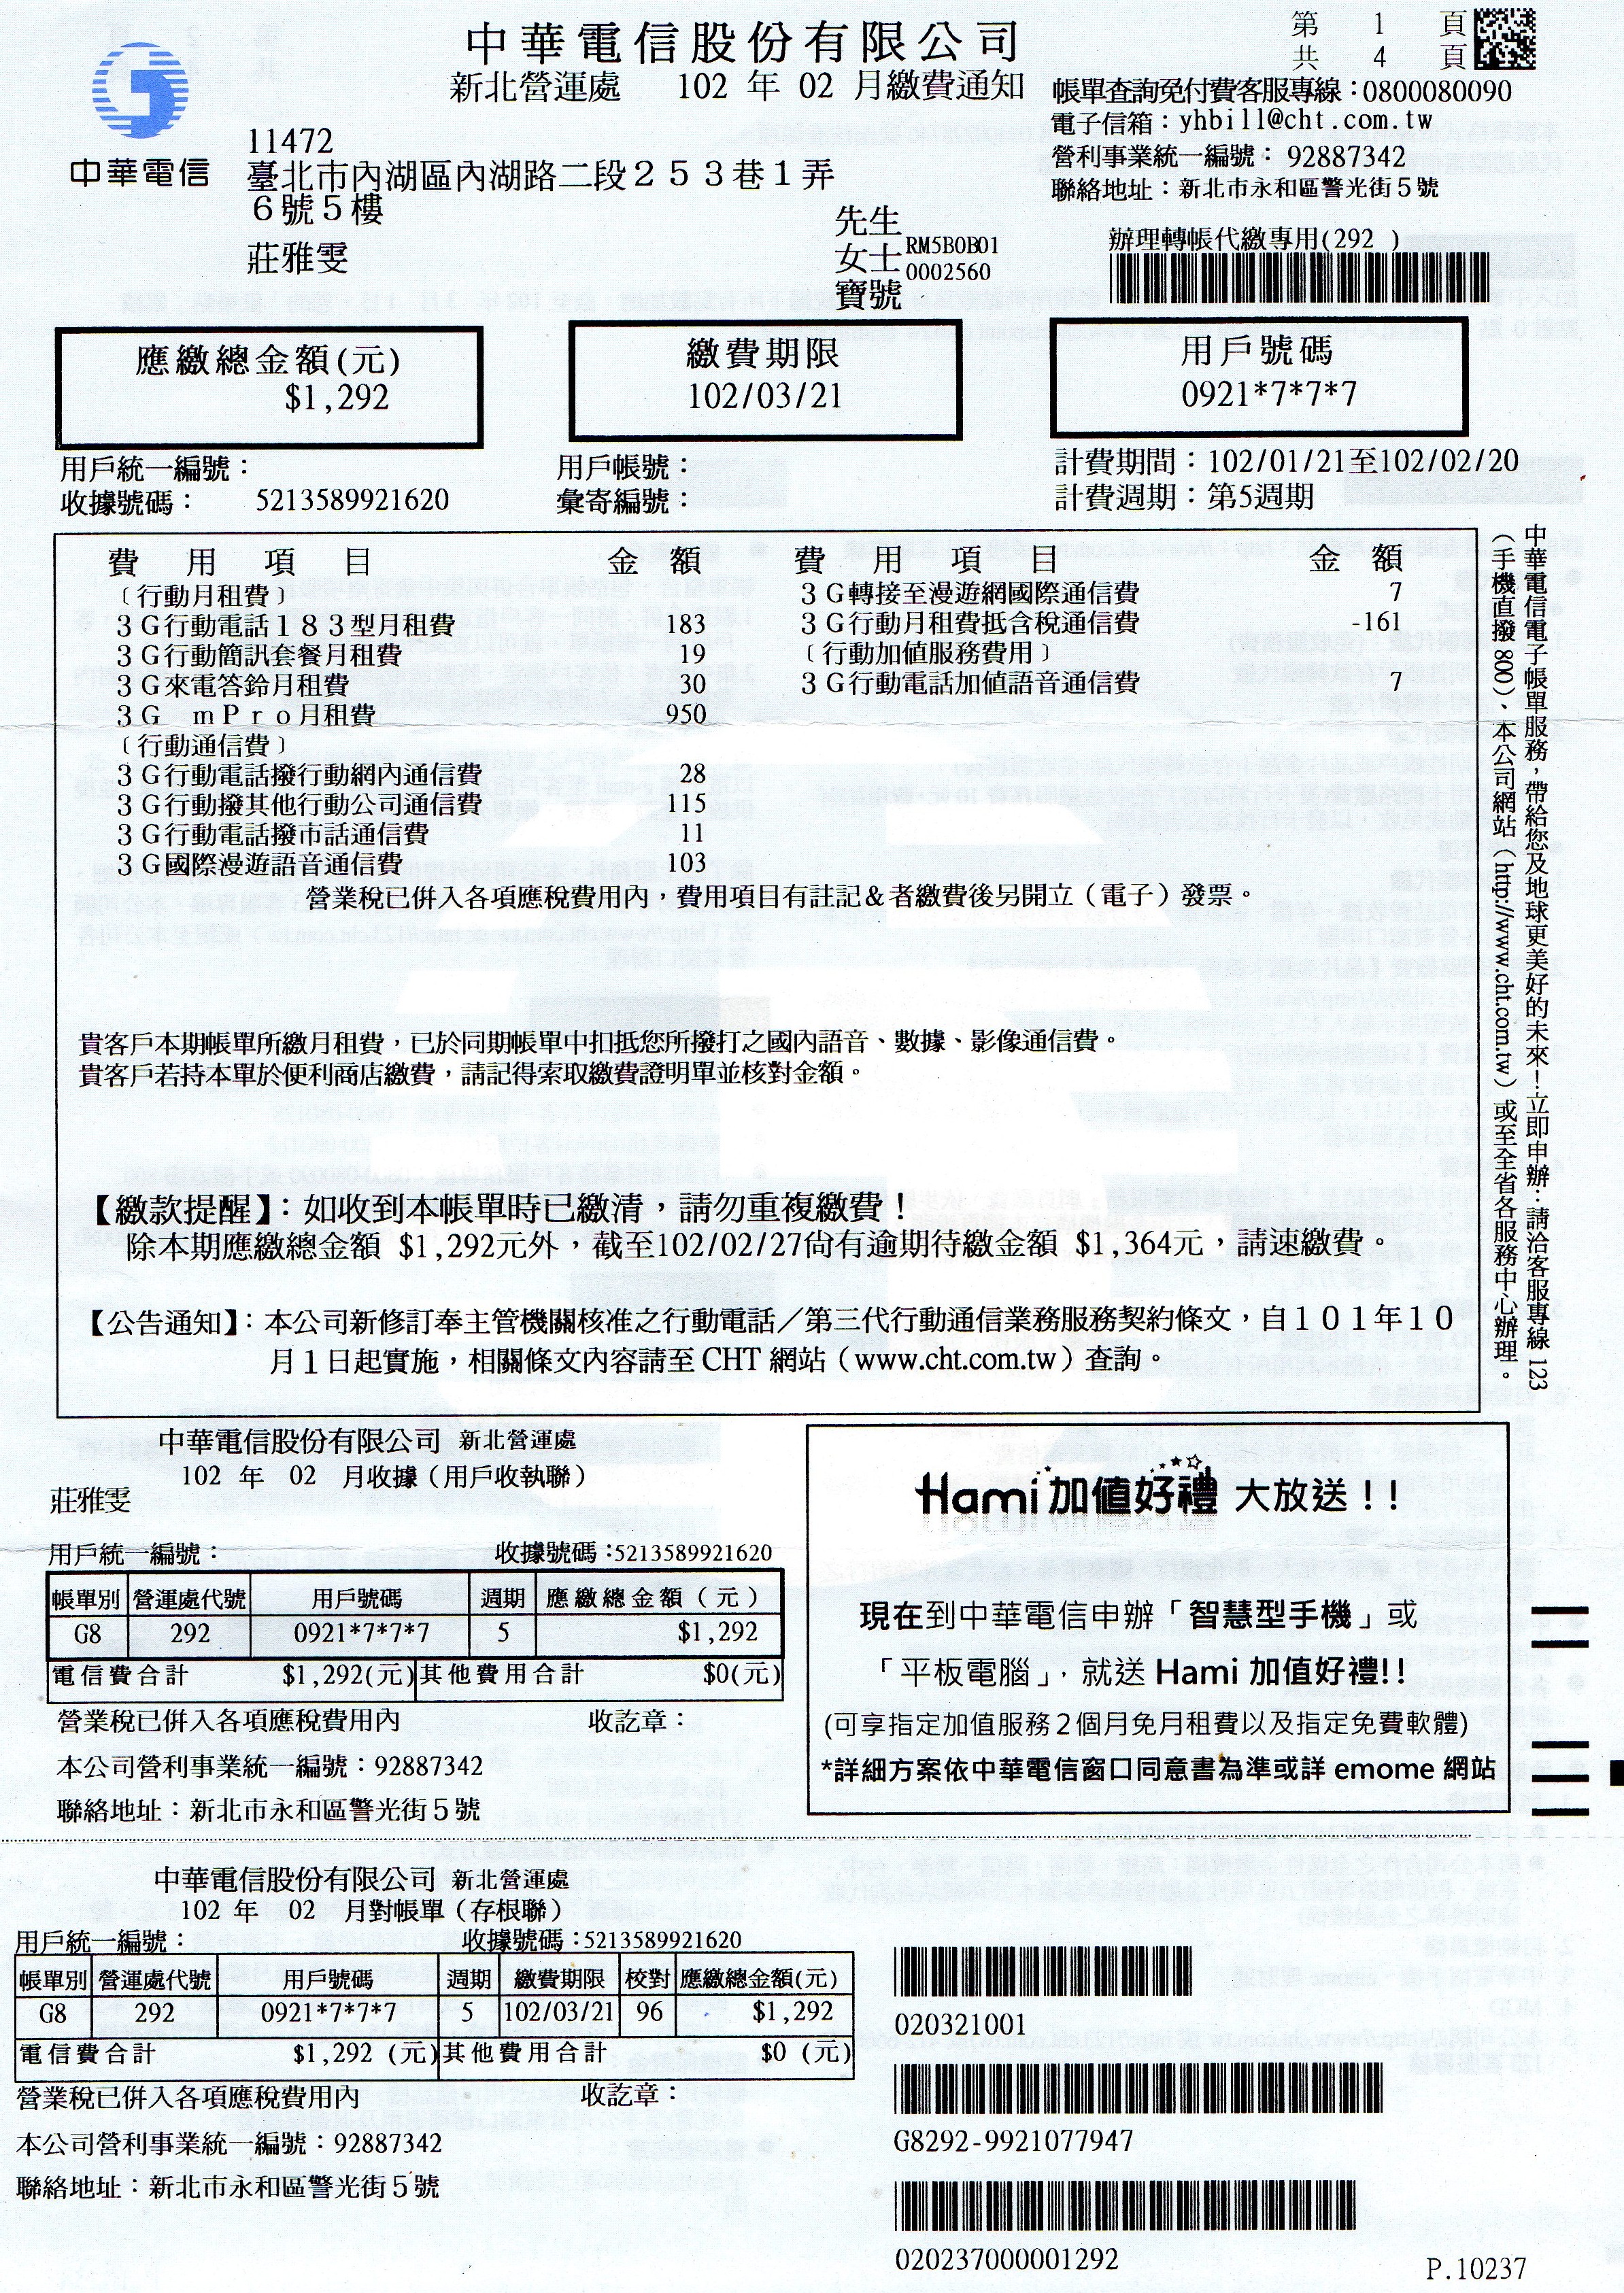 中華電信股份有限公司
新北營運處 102 年 02 月繳費通知
第 1 頁
共 4 頁
帳單查詢免付費客服專線：0800080090
電子信箱：yhbill@cht.com.tw
營利事業統一編號： 92887342
聯絡地址：新北市永和區警光街５號
中華電信
11472
臺北市內湖區內湖路二段２５３巷１弄
６號５樓
莊雅雯
先生
女士
寶號
RM5B0B01
0002560
辦理轉帳代繳專用(292 )
應繳總金額(元)
$1,292
繳費期限
102/03/21
用戶號碼
0921*7*7*7
用戶統一編號：
收據號碼： 5213589921620
用戶帳號：
彙寄編號：
計費期間：102/01/21至102/02/20
計費週期：第5週期
費用項目 金額 費用項目 金額
〔行動月租費〕
３Ｇ行動電話１８３型月租費 183
３Ｇ行動簡訊套餐月租費 19
３Ｇ來電答鈴月租費 30
３Ｇ ｍＰｒｏ月租費 950
〔行動通信費〕
３Ｇ行動電話撥行動網內通信費 28
３Ｇ行動撥其他行動公司通信費 115
３Ｇ行動電話撥市話通信費 11
３Ｇ國際漫遊語音通信費 103
３Ｇ轉接至漫遊網國際通信費 7
３Ｇ行動月租費抵含稅通信費 -161
〔行動加值服務費用〕
３Ｇ行動電話加值語音通信費 7
營業稅已併入各項應稅費用內，費用項目有註記＆者繳費後另開立（電子）發票。
貴客戶本期帳單所繳月租費，已於同期帳單中扣抵您所撥打之國內語音、數據、影像通信費。
貴客戶若持本單於便利商店繳費，請記得索取繳費證明單並核對金額。
【繳款提醒】：如收到本帳單時已繳清，請勿重複繳費！
除本期應繳總金額 $1,292元外，截至102/02/27尚有逾期待繳金額 $1,364元，請速繳費。
【公告通知】：本公司新修訂奉主管機關核准之行動電話／第三代行動通信業務服務契約條文，自１０１年１０
月１日起實施，相關條文內容請至 CHT 網站（www.cht.com.tw）查詢。
中華電信電子帳單服務，帶給您及地球更美好的未來！立即申辦：請洽客服專線 123
（手機直撥 800）、本公司網站（http://www.cht.com.tw）或至全省各服務中心辦理。
中華電信股份有限公司 新北營運處
102 年 02 月收據（用戶收執聯）
莊雅雯
用戶統一編號： 收據號碼：5213589921620
帳單別 營運處代號 用戶號碼 週期 應繳總金額（元）
G8 292 0921*7*7*7 5 $1,292
電信費合計 $1,292(元) 其他費用合計 $0(元)
營業稅已併入各項應稅費用內 收訖章：
本公司營利事業統一編號：92887342
聯絡地址：新北市永和區警光街５號
Hami 加值好禮 大放送！！
現在到中華電信申辦「智慧型手機」或
「平板電腦」，就送 Hami 加值好禮!!
(可享指定加值服務 2 個月免月租費以及指定免費軟體)
*詳細方案依中華電信窗口同意書為準或詳 emome 網站
中華電信股份有限公司 新北營運處
102 年 02 月對帳單（存根聯）
用戶統一編號： 收據號碼：5213589921620
帳單別 營運處代號 用戶號碼 週期 繳費期限 校對 應繳總金額(元)
G8 292 0921*7*7*7 5 102/03/21 96 $1,292
電信費合計 $1,292 (元) 其他費用合計 $0 (元)
營業稅已併入各項應稅費用內 收訖章：
本公司營利事業統一編號：92887342
聯絡地址：新北市永和區警光街５號
020321001
G8292-9921077947
020237000001292
P.10237